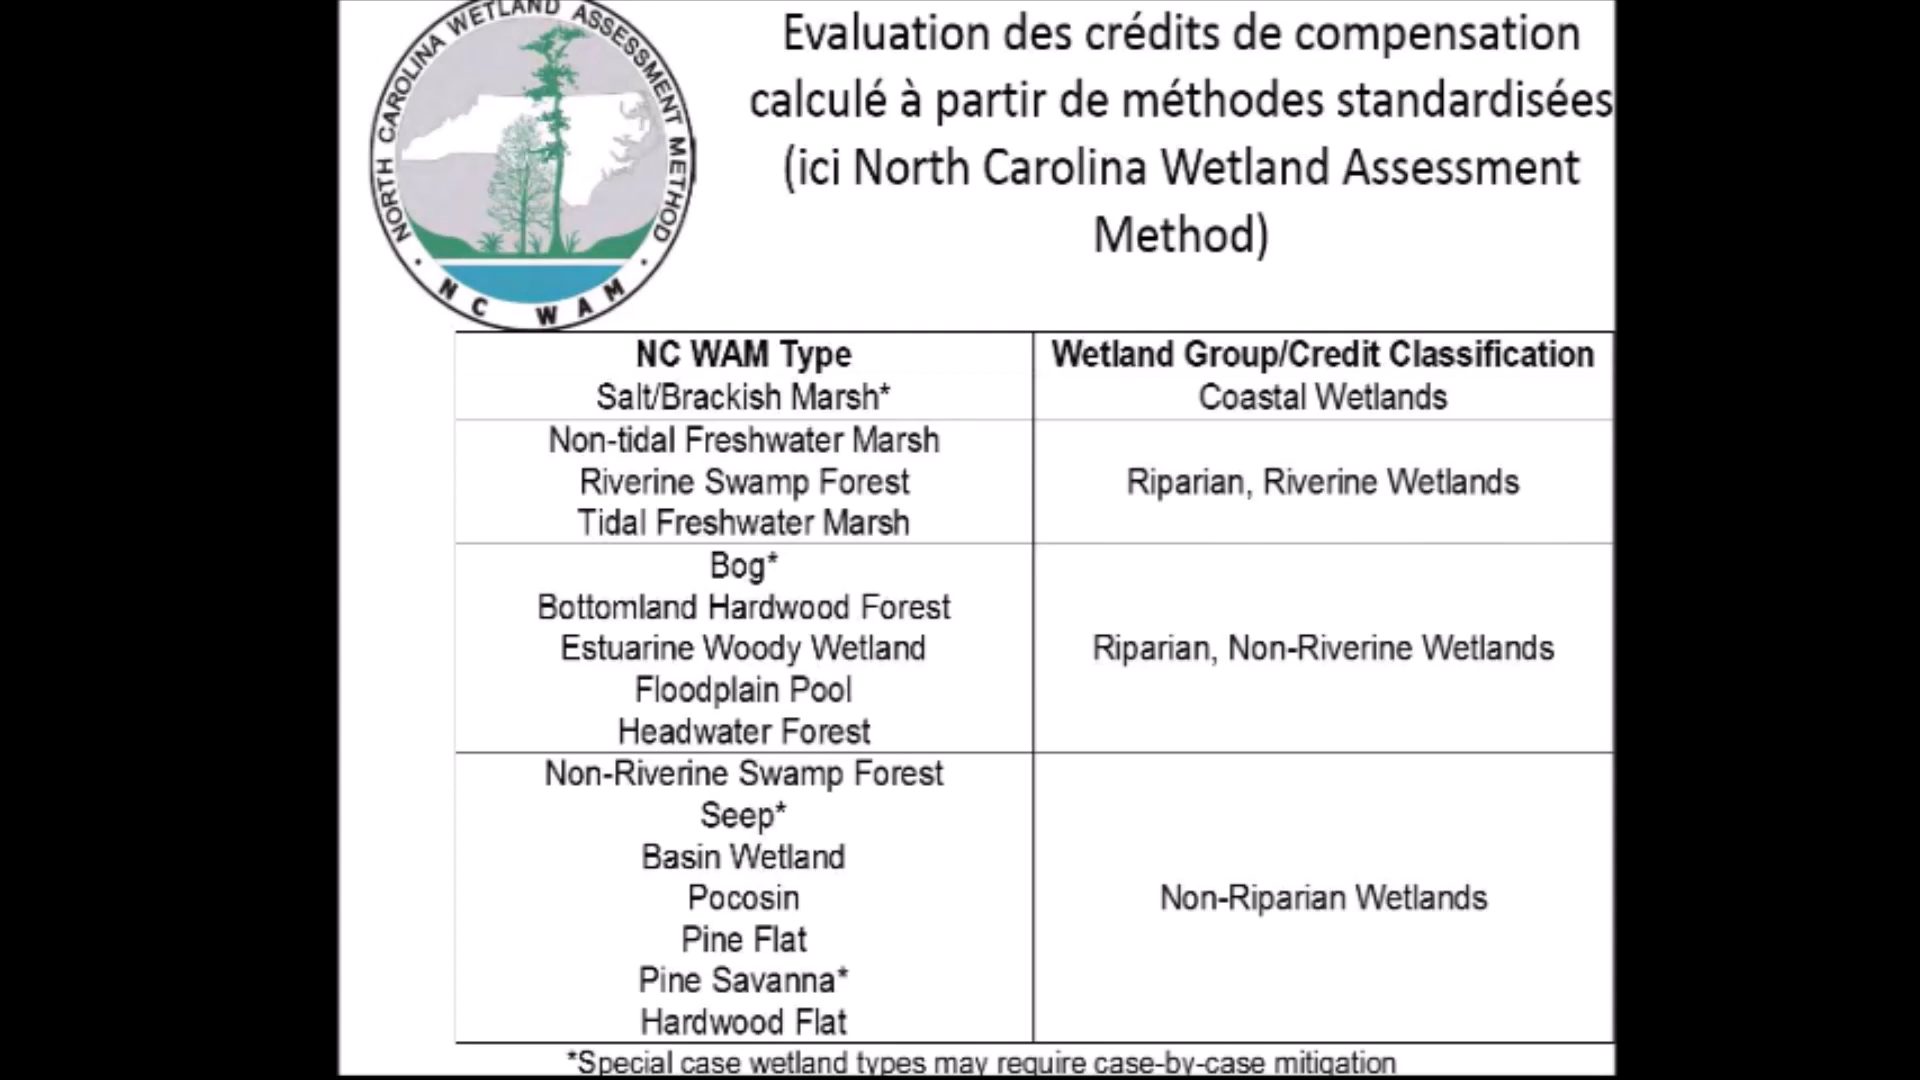 NORTH CAROLINA WETLAND ASSESSMENT METHOD
• NC WAM •
Evaluation des crédits de compensation
calculé à partir de méthodes standardisées
(ici North Carolina Wetland Assessment
Method)
NC WAM Type
Wetland Group/Credit Classification
Salt/Brackish Marsh*
Coastal Wetlands
Non-tidal Freshwater Marsh
Riverine Swamp Forest
Tidal Freshwater Marsh
Riparian, Riverine Wetlands
Bog*
Bottomland Hardwood Forest
Estuarine Woody Wetland
Floodplain Pool
Headwater Forest
Riparian, Non-Riverine Wetlands
Non-Riverine Swamp Forest
Seep*
Basin Wetland
Pocosin
Pine Flat
Pine Savanna*
Hardwood Flat
Non-Riparian Wetlands
*Special case wetland types may require case-by-case mitigation